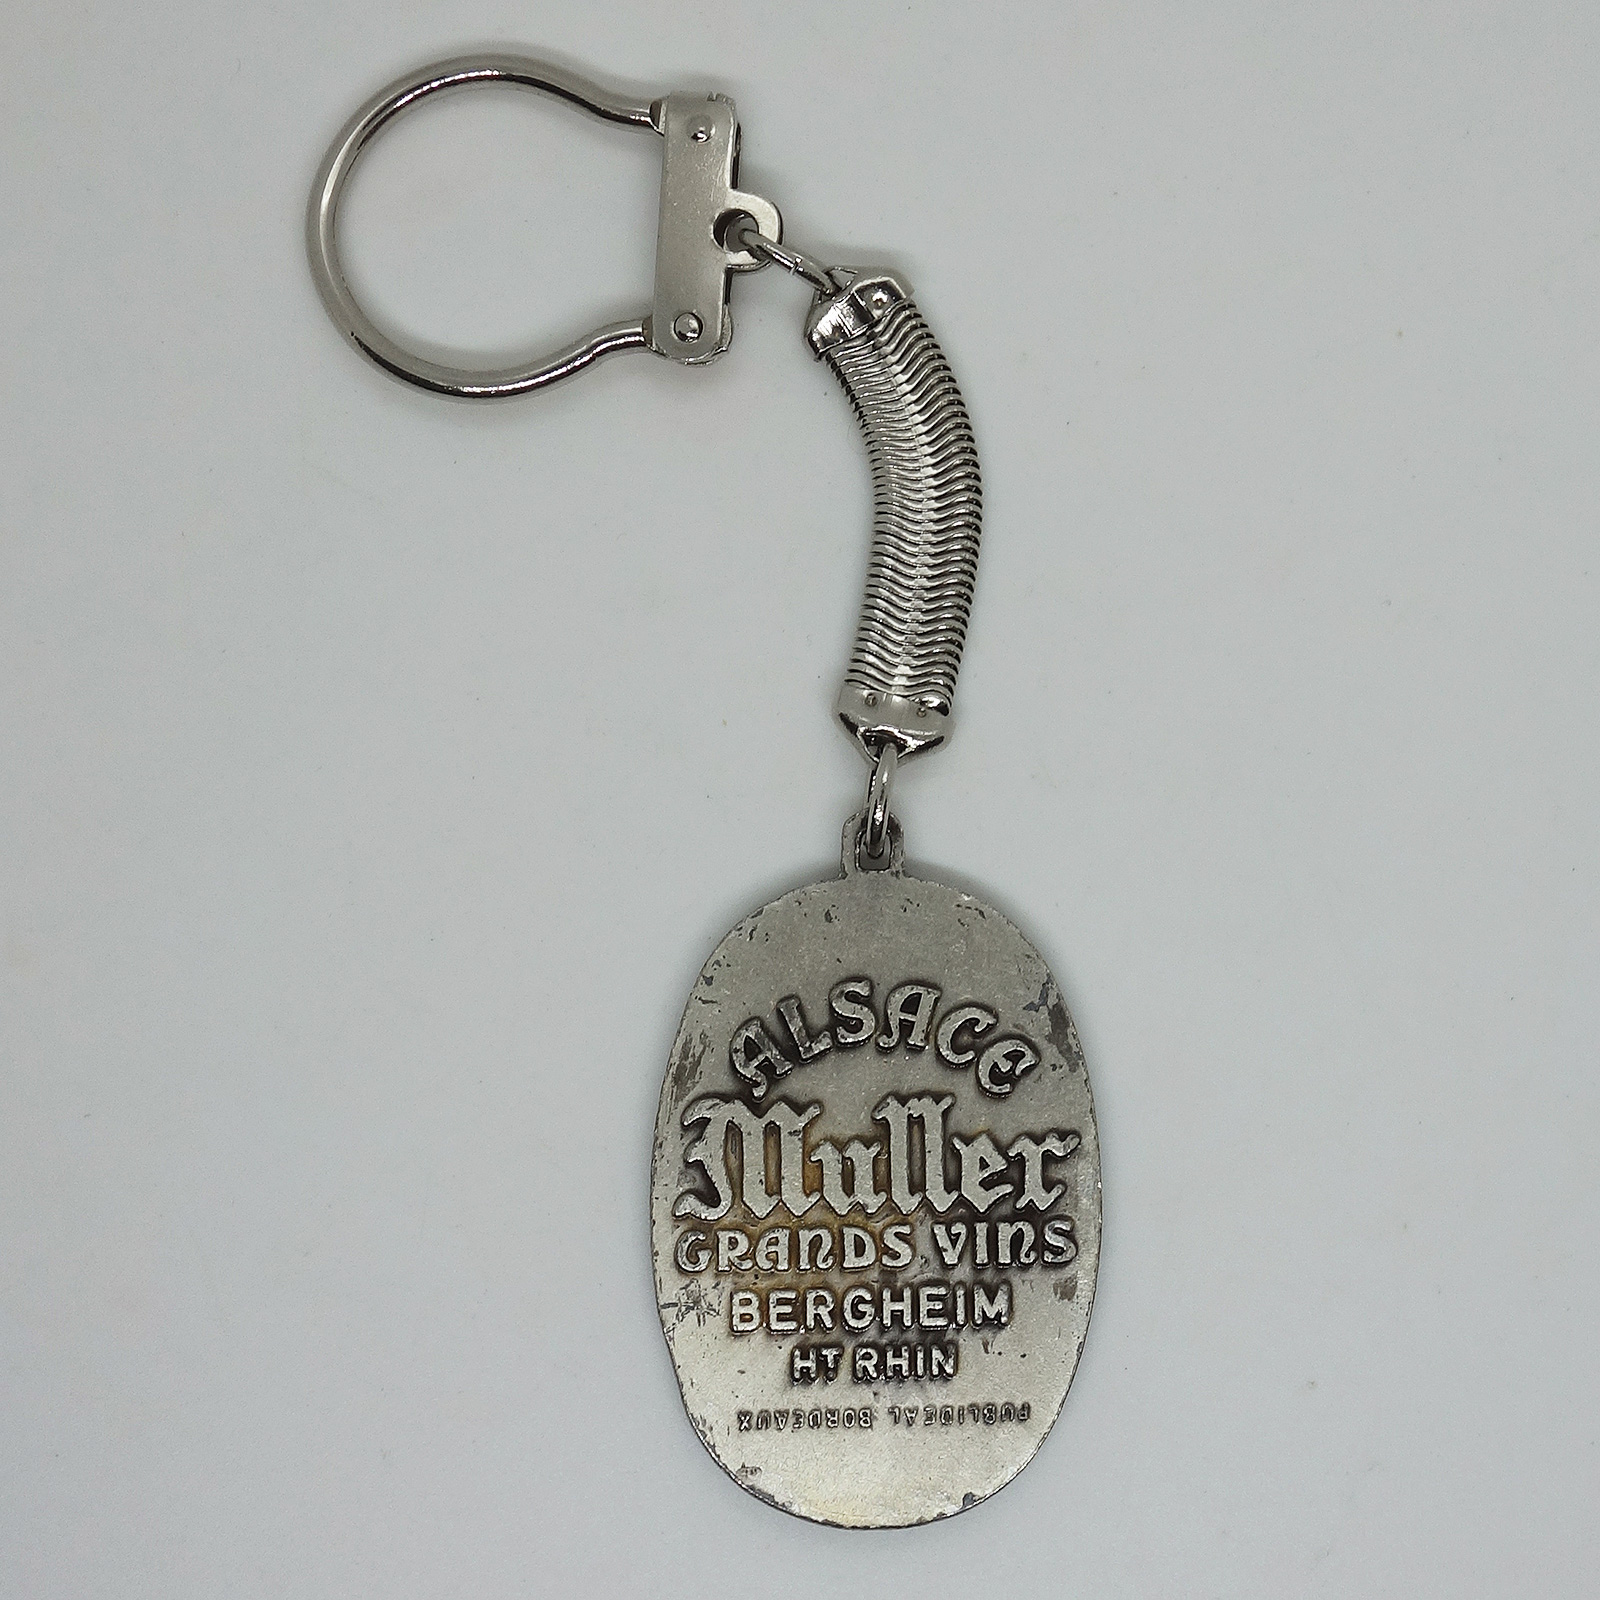 ALSACE
Muller
GRANDS VINS
BERGHEIM
HT RHIN
PUBLIDEAL BORDEAUX